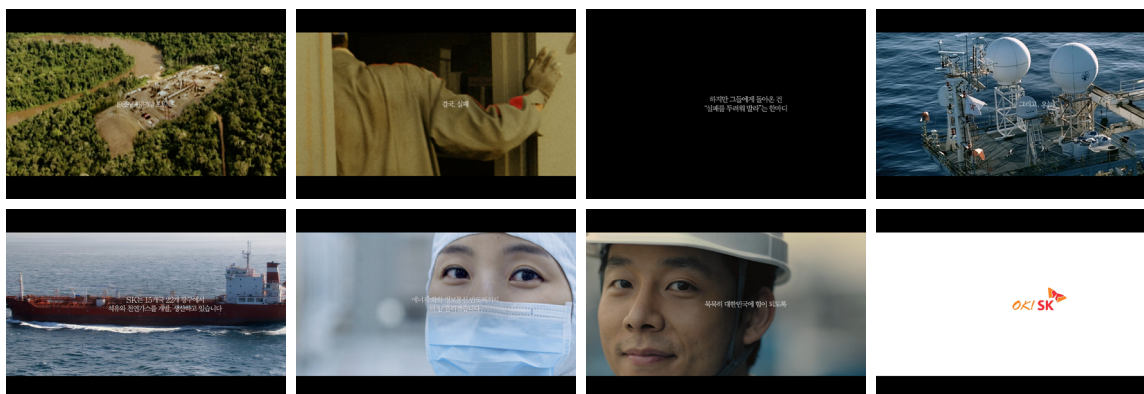 결국, 실패
하지만 그들에게 돌아온 건
"실패를 두려워 말라"는 한마디
그리고, 오늘
SK는 15개국 22개 광구에서
석유와 천연가스를 개발, 생산하고 있습니다
묵묵히 대한민국에 힘이 되도록
OK! SK